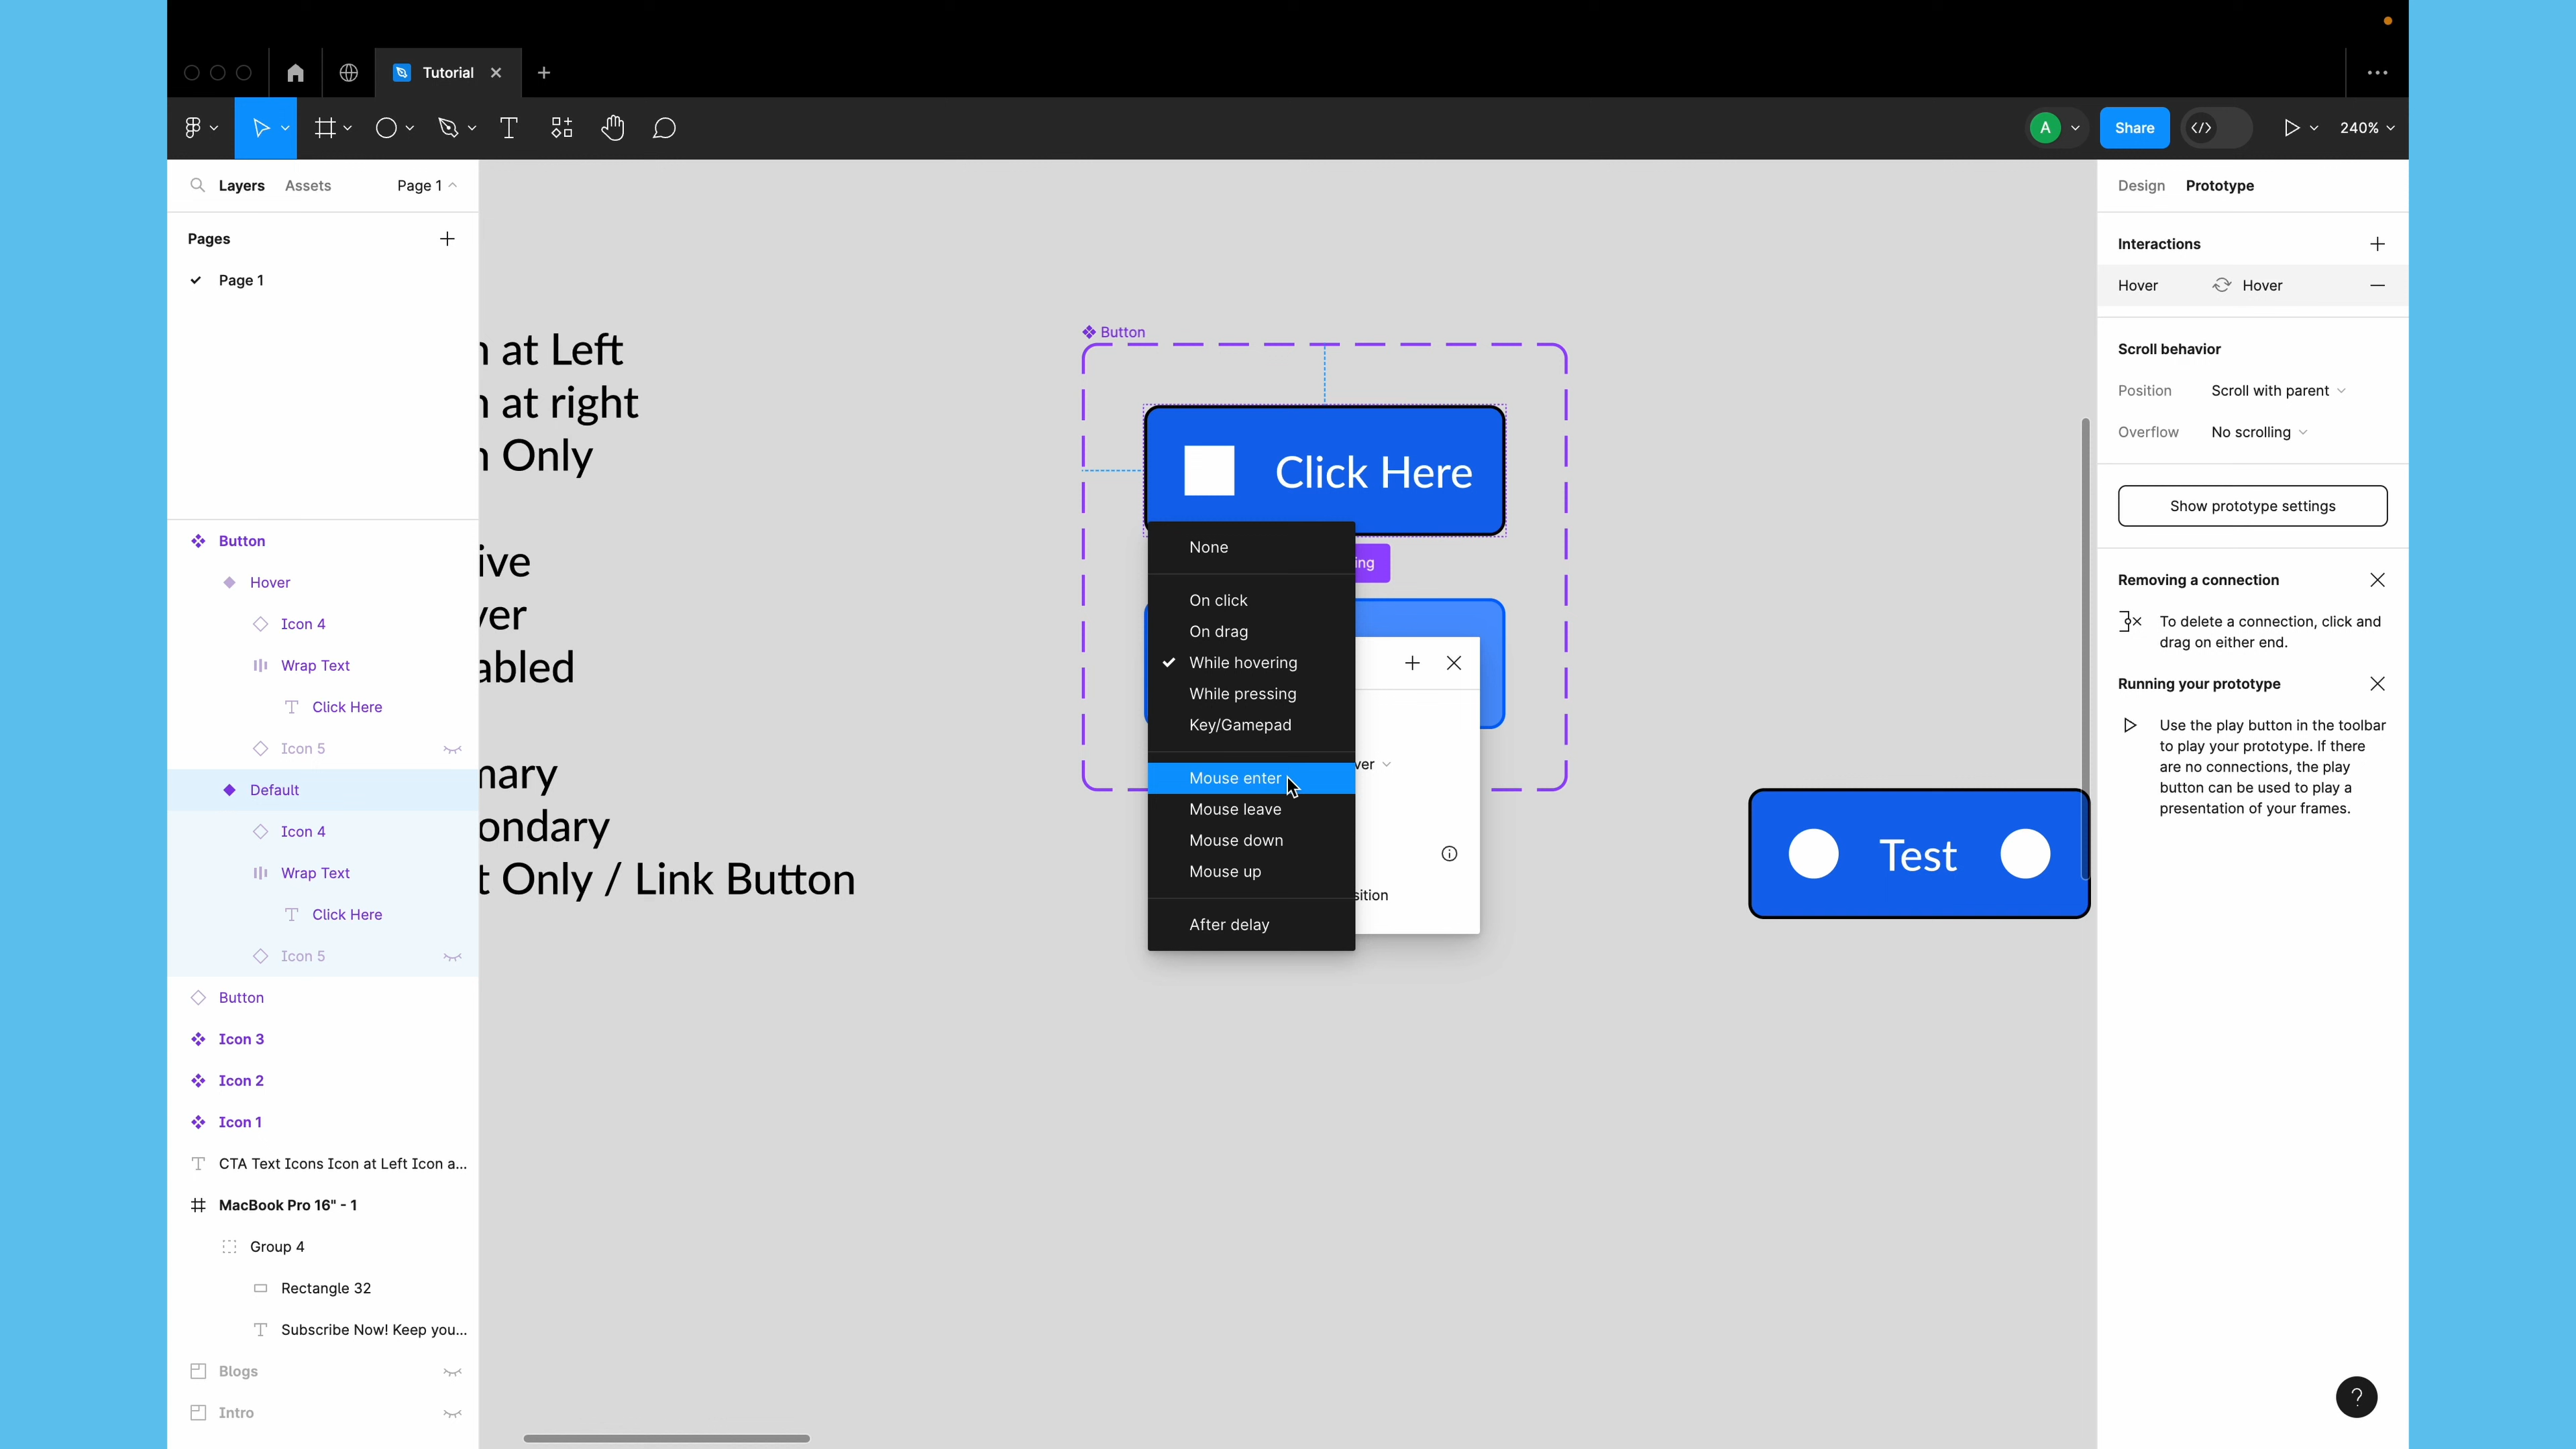 Tutorial
A
Share
240%
Layers
Assets
Page 1
Pages
Page 1
Button
Hover
Icon 4
Wrap Text
Click Here
Icon 5
Default
Icon 4
Wrap Text
Click Here
Icon 5
Button
Icon 3
Icon 2
Icon 1
CTA Text Icons Icon at Left Icon a...
MacBook Pro 16" - 1
Group 4
Rectangle 32
Subscribe Now! Keep you...
Blogs
Intro
at Left
at right
Only
ive
er
abled
mary
ondary
t Only / Link Button
Button
Click Here
ing
None
On click
On drag
While hovering
While pressing
Key/Gamepad
Mouse enter
Mouse leave
Mouse down
Mouse up
After delay
ver
sition
Test
Design
Prototype
Interactions
Hover
Hover
Scroll behavior
Position
Scroll with parent
Overflow
No scrolling
Show prototype settings
Removing a connection
To delete a connection, click and
drag on either end.
Running your prototype
Use the play button in the toolbar
to play your prototype. If there
are no connections, the play
button can be used to play a
presentation of your frames.
?